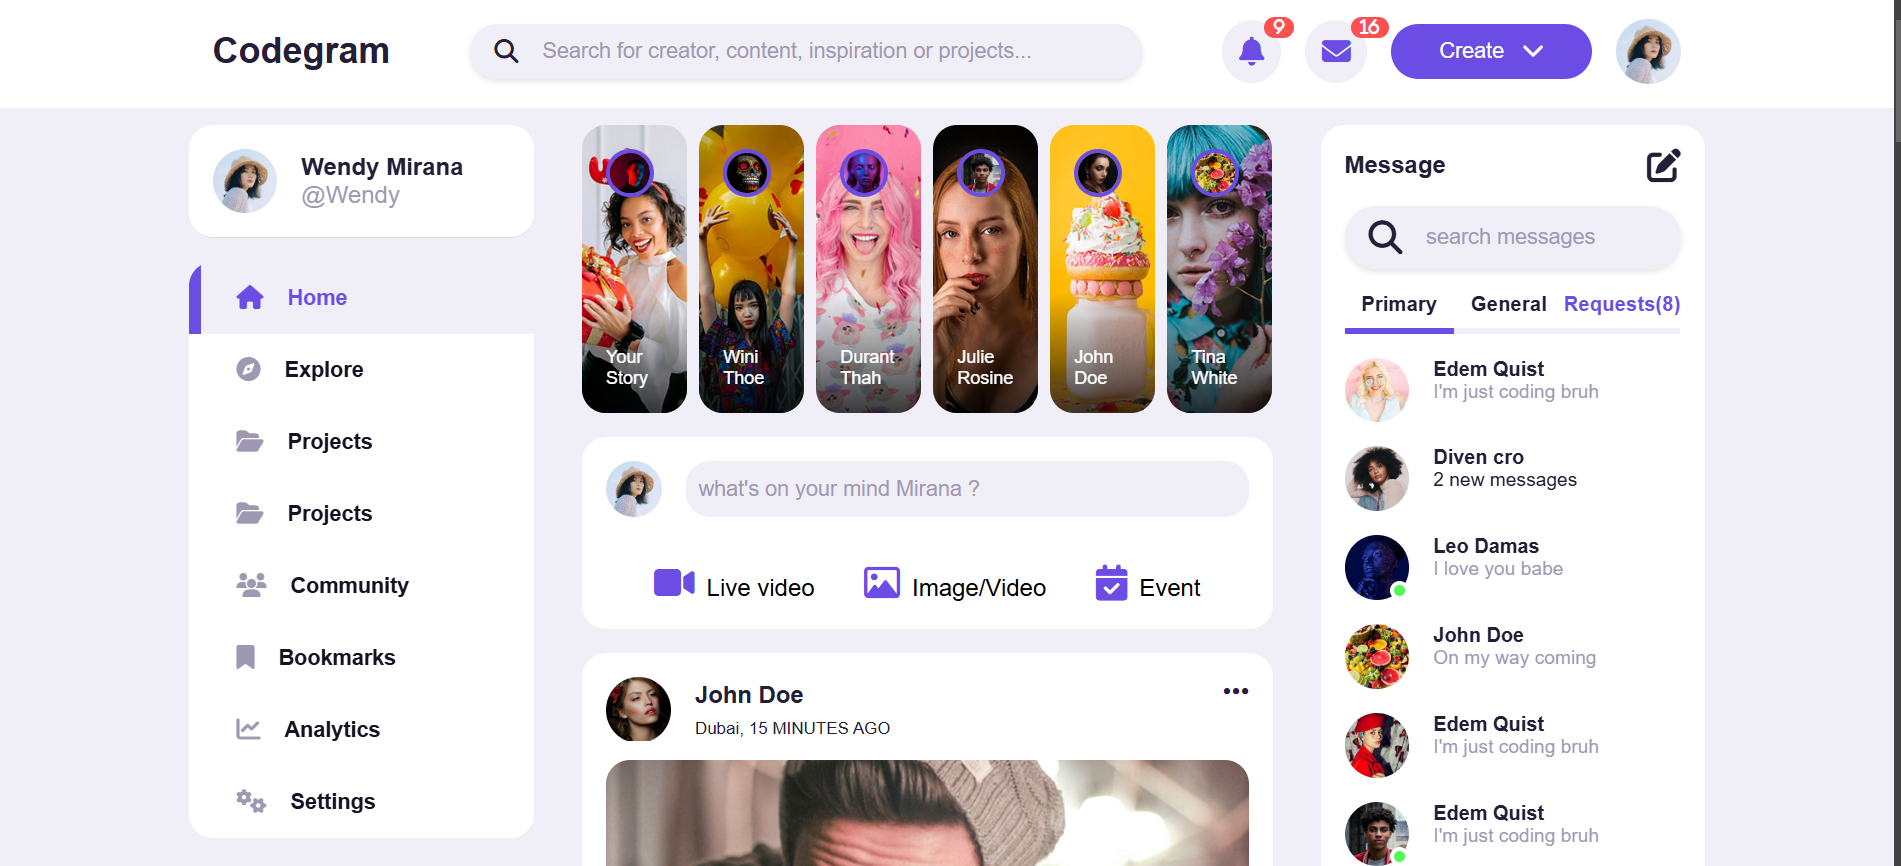 Codegram
Search for creator, content, inspiration or projects...
9
16
Create
Wendy Mirana
@Wendy
Home
Explore
Projects
Projects
Community
Bookmarks
Analytics
Settings
Your
Story
Wini
Thoe
Durant
Thah
Julie
Rosine
John
Doe
Tina
White
what's on your mind Mirana ?
Live video
Image/Video
Event
John Doe
Dubai, 15 MINUTES AGO
Message
search messages
Primary General Requests(8)
Edem Quist
I'm just coding bruh
Diven cro
2 new messages
Leo Damas
I love you babe
John Doe
On my way coming
Edem Quist
I'm just coding bruh
Edem Quist
I'm just coding bruh